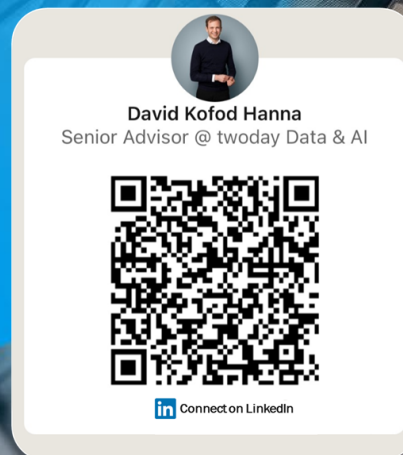 David Kofod Hanna
Senior Advisor @ twoday Data & AI
in Connect on LinkedIn